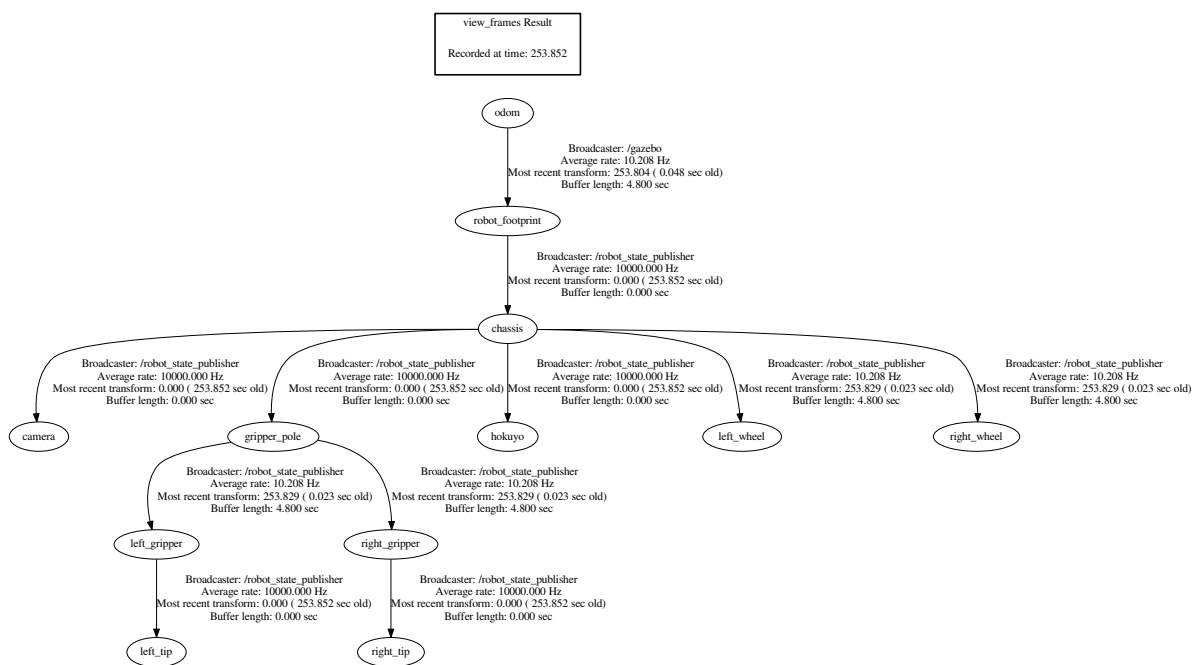 view_frames Result
Recorded at time: 253.852
odom
Broadcaster: /gazebo
Average rate: 10.208 Hz
Most recent transform: 253.804 ( 0.048 sec old)
Buffer length: 4.800 sec
robot_footprint
Broadcaster: /robot_state_publisher
Average rate: 10000.000 Hz
Most recent transform: 0.000 ( 253.852 sec old)
Buffer length: 0.000 sec
chassis
Broadcaster: /robot_state_publisher
Average rate: 10000.000 Hz
Most recent transform: 0.000 ( 253.852 sec old)
Buffer length: 0.000 sec
Broadcaster: /robot_state_publisher
Average rate: 10000.000 Hz
Most recent transform: 0.000 ( 253.852 sec old)
Buffer length: 0.000 sec
Broadcaster: /robot_state_publisher
Average rate: 10000.000 Hz
Most recent transform: 0.000 ( 253.852 sec old)
Buffer length: 0.000 sec
Broadcaster: /robot_state_publisher
Average rate: 10.208 Hz
Most recent transform: 253.829 ( 0.023 sec old)
Buffer length: 4.800 sec
Broadcaster: /robot_state_publisher
Average rate: 10.208 Hz
Most recent transform: 253.829 ( 0.023 sec old)
Buffer length: 4.800 sec
camera
gripper_pole
hokuyo
left_wheel
right_wheel
Broadcaster: /robot_state_publisher
Average rate: 10.208 Hz
Most recent transform: 253.829 ( 0.023 sec old)
Buffer length: 4.800 sec
Broadcaster: /robot_state_publisher
Average rate: 10.208 Hz
Most recent transform: 253.829 ( 0.023 sec old)
Buffer length: 4.800 sec
left_gripper
right_gripper
Broadcaster: /robot_state_publisher
Average rate: 10000.000 Hz
Most recent transform: 0.000 ( 253.852 sec old)
Buffer length: 0.000 sec
Broadcaster: /robot_state_publisher
Average rate: 10000.000 Hz
Most recent transform: 0.000 ( 253.852 sec old)
Buffer length: 0.000 sec
left_tip
right_tip